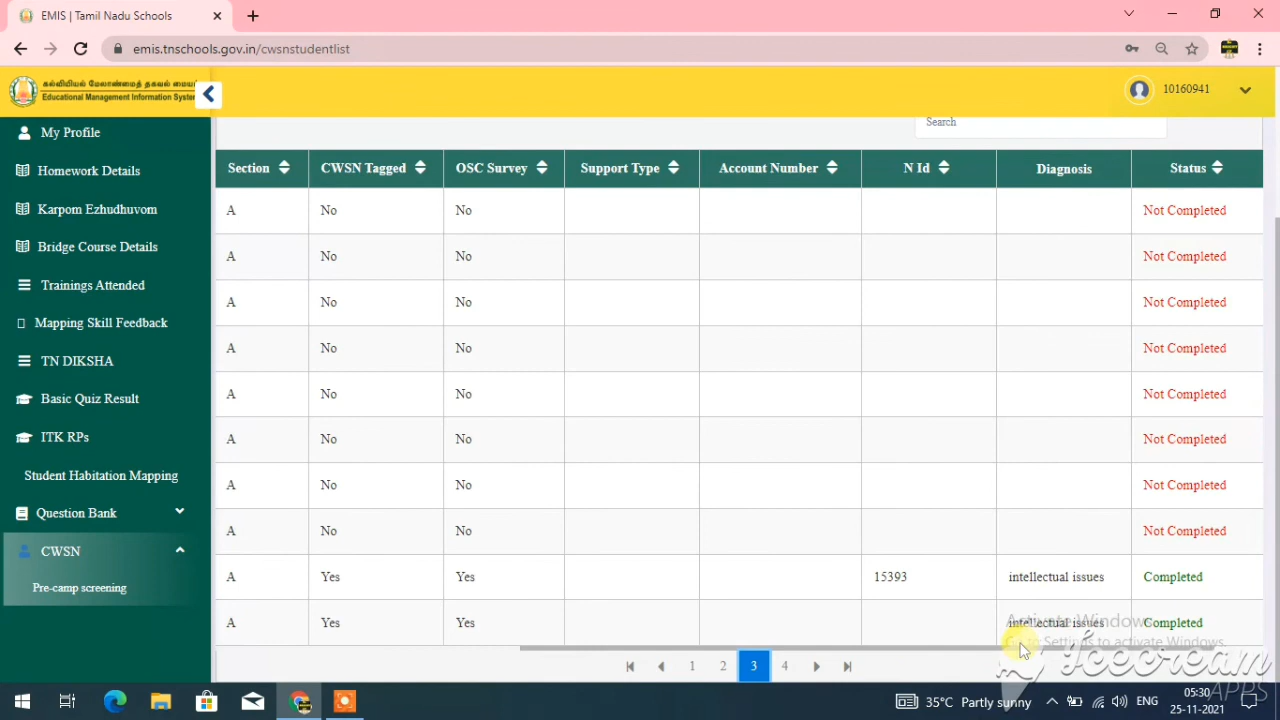 EMIS | Tamil Nadu Schools
emis.tnschools.gov.in/cwsnstudentlist
கல்வியியல் மேலாண்மைத் தகவல் மைய
Educational Management Information Syster
10160941
My Profile
Homework Details
Karpom Ezhudhuvom
Bridge Course Details
Trainings Attended
Mapping Skill Feedback
TN DIKSHA
Basic Quiz Result
ITK RPs
Student Habitation Mapping
Question Bank
CWSN
Pre-camp screening
Search
Section CWSN Tagged OSC Survey Support Type Account Number N Id Diagnosis Status
A No No Not Completed
A No No Not Completed
A No No Not Completed
A No No Not Completed
A No No Not Completed
A No No Not Completed
A No No Not Completed
A No No Not Completed
A Yes Yes 15393 intellectual issues Completed
A Yes Yes intellectual issues Completed
Activate Windows
Go to Settings to activate Windows.
1 2 3 4
My Icecream
APPS
35°C Partly sunny
ENG
05:30
25-11-2021